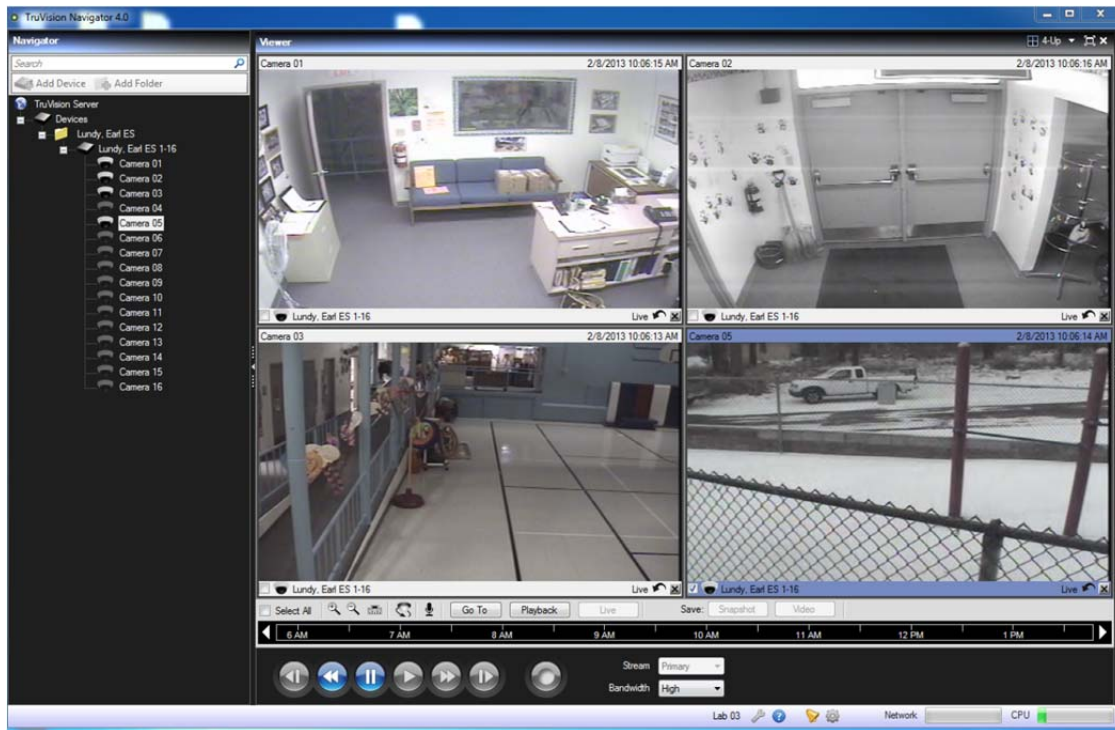 TruVision Navigator 4.0
Navigator
Search
Add Device Add Folder
TruVision Server
Devices
Lundy, Earl ES
Lundy, Earl ES 1-16
Camera 01
Camera 02
Camera 03
Camera 04
Camera 05
Camera 06
Camera 07
Camera 08
Camera 09
Camera 10
Camera 11
Camera 12
Camera 13
Camera 14
Camera 15
Camera 16
Viewer 4-Up
Camera 01 2/8/2013 10:06:15 AM
Lundy, Earl ES 1-16 Live
Camera 02 2/8/2013 10:06:16 AM
Lundy, Earl ES 1-16 Live
Camera 03 2/8/2013 10:06:13 AM
Lundy, Earl ES 1-16 Live
Camera 05 2/8/2013 10:06:14 AM
Lundy, Earl ES 1-16 Live
Select All Go To Playback Live Save: Snapshot Video
6 AM 7 AM 8 AM 9 AM 10 AM 11 AM 12 PM 1 PM
Stream Primary
Bandwidth High
Lab 03 Network CPU